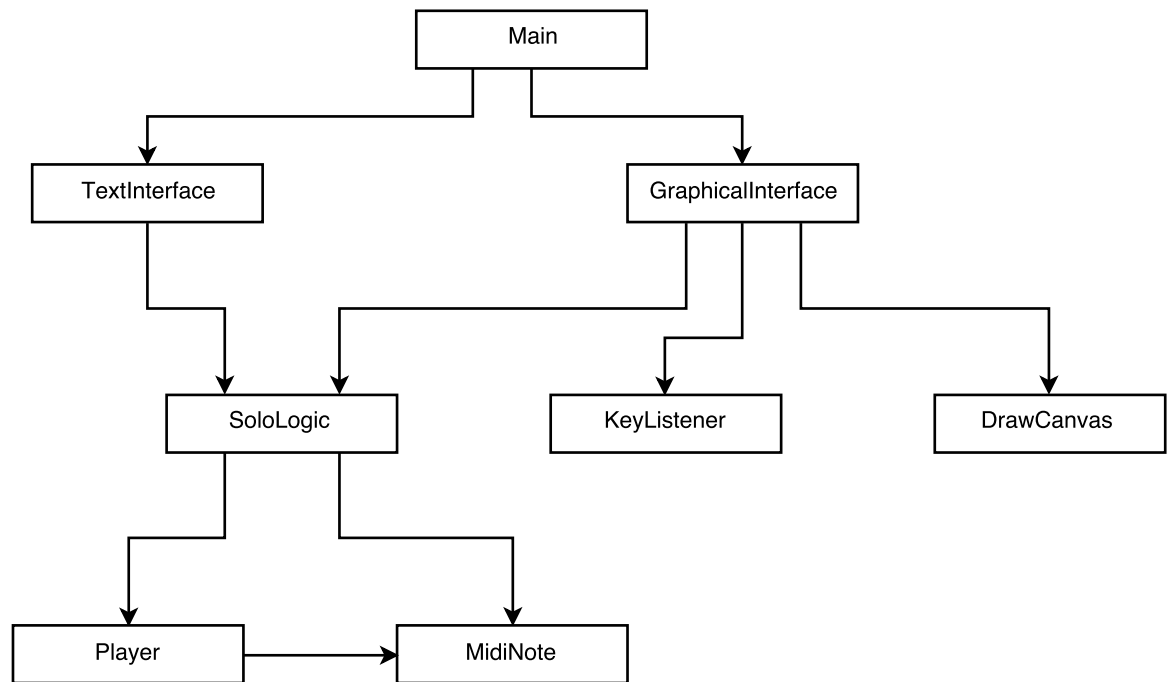 Main
TextInterface
GraphicalInterface
SoloLogic
KeyListener
DrawCanvas
Player
MidiNote